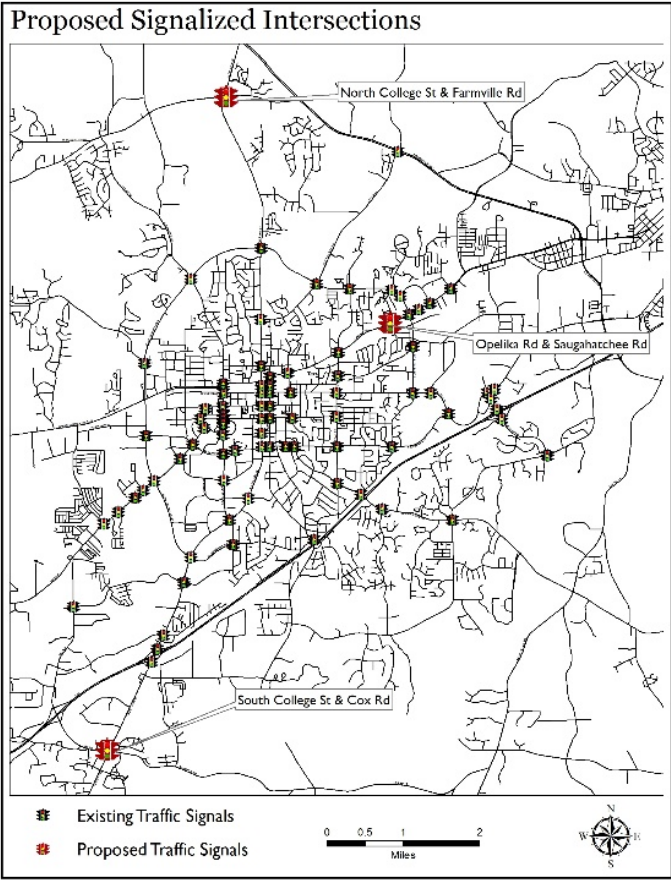 Proposed Signalized Intersections
North College St & Farmville Rd
Opelika Rd & Saugahatchee Rd
South College St & Cox Rd
Existing Traffic Signals
Proposed Traffic Signals
0 0.5 1 2
Miles
N
W E
S